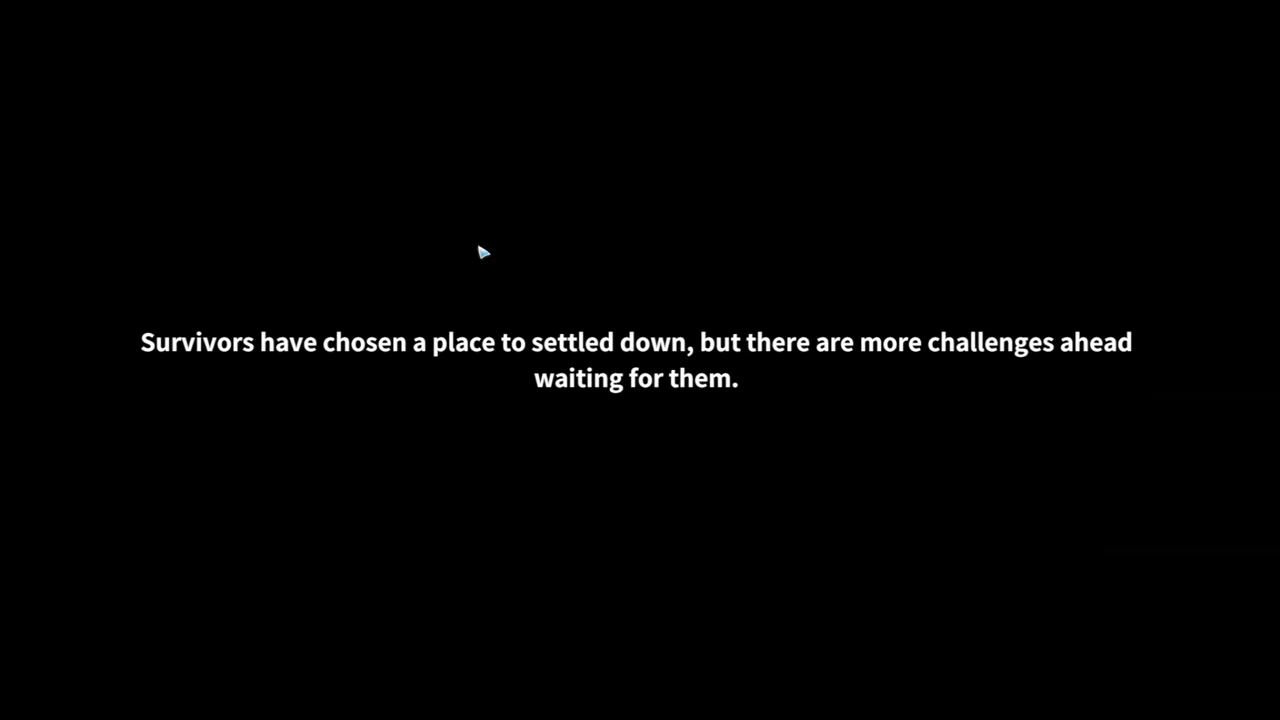 Survivors have chosen a place to settled down, but there are more challenges ahead
waiting for them.